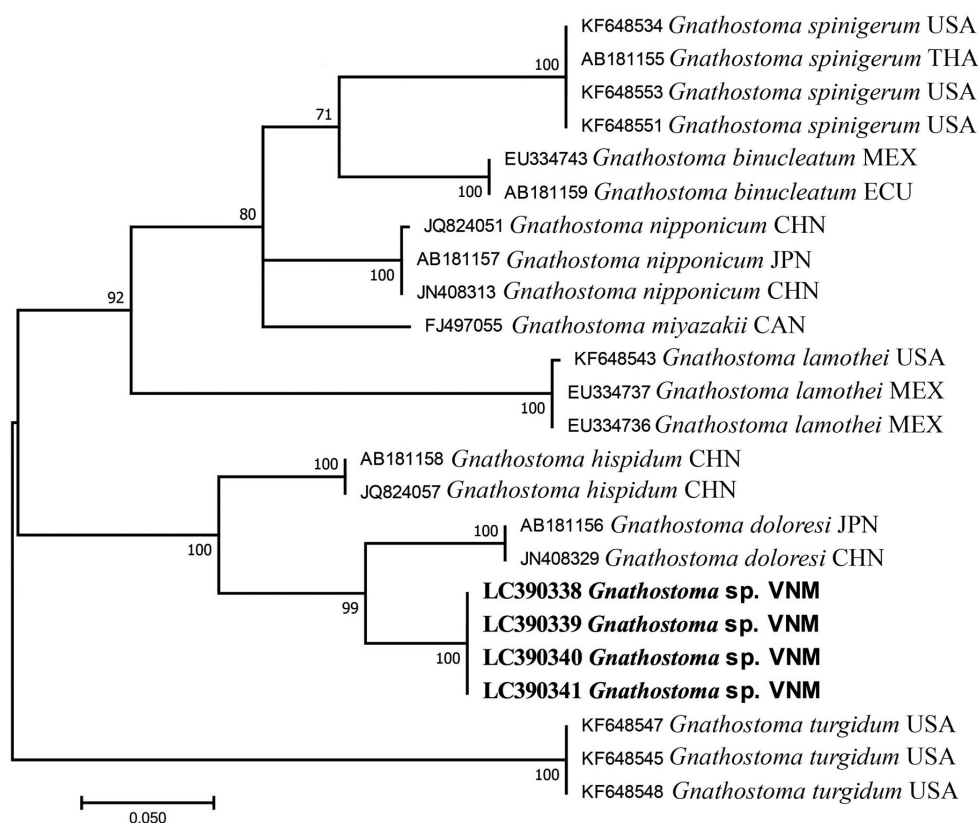 KF648534 Gnathostoma spinigerum USA
AB181155 Gnathostoma spinigerum THA
100
KF648553 Gnathostoma spinigerum USA
KF648551 Gnathostoma spinigerum USA
71
EU334743 Gnathostoma binucleatum MEX
100 AB181159 Gnathostoma binucleatum ECU
80
JQ824051 Gnathostoma nipponicum CHN
AB181157 Gnathostoma nipponicum JPN
100
JN408313 Gnathostoma nipponicum CHN
92
FJ497055 Gnathostoma miyazakii CAN
KF648543 Gnathostoma lamothei USA
EU334737 Gnathostoma lamothei MEX
100
EU334736 Gnathostoma lamothei MEX
100 AB181158 Gnathostoma hispidum CHN
JQ824057 Gnathostoma hispidum CHN
100
100 AB181156 Gnathostoma doloresi JPN
JN408329 Gnathostoma doloresi CHN
99
LC390338 Gnathostoma sp. VNM
LC390339 Gnathostoma sp. VNM
100 LC390340 Gnathostoma sp. VNM
LC390341 Gnathostoma sp. VNM
KF648547 Gnathostoma turgidum USA
KF648545 Gnathostoma turgidum USA
100
KF648548 Gnathostoma turgidum USA
0.050